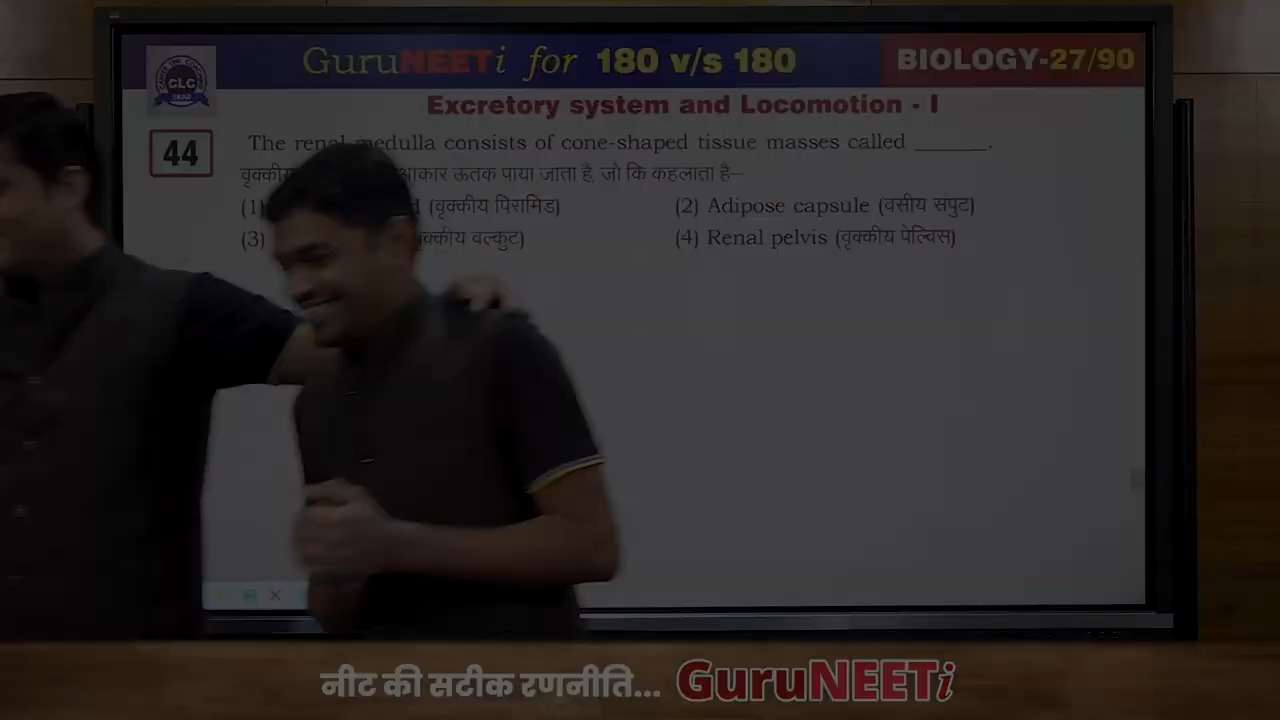 GuruNEETi for 180 v/s 180
BIOLOGY-27/90
CLC
Excretory system and Locomotion - I
44 The renal medulla consists of cone-shaped tissue masses called ______.
आकार ऊतक पाया जाता है, जो कि कहलाता है–
(1) (वृक्कीय पिरामिड) (2) Adipose capsule (वसीय संपुट)
(3) वल्कुट) (4) Renal pelvis (वृक्कीय पेल्विस)
नीट की सटीक रणनीति... GuruNEETi